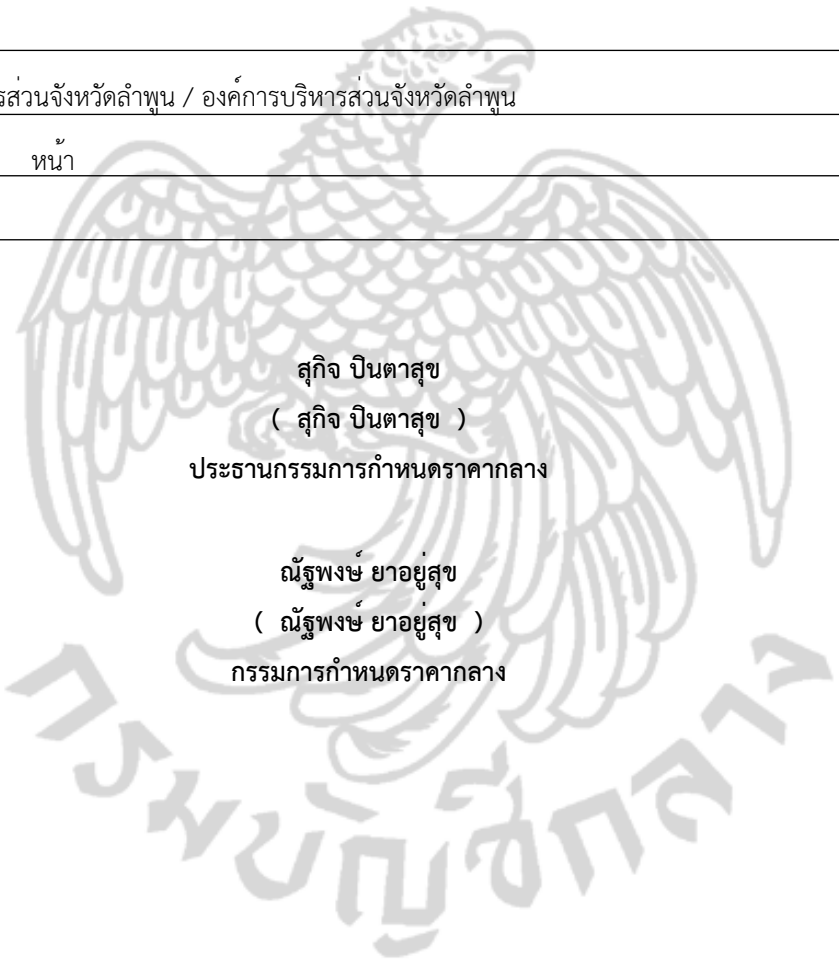 รส่วนจังหวัดลำพูน / องค์การบริหารส่วนจังหวัดลำพูน
หน้า
สุกิจ ปินตาสุข
( สุกิจ ปินตาสุข )
ประธานกรรมการกำหนดราคากลาง
ณัฐพงษ์ ยาอยู่สุข
( ณัฐพงษ์ ยาอยู่สุข )
กรรมการกำหนดราคากลาง
กรมบัญชีกลาง